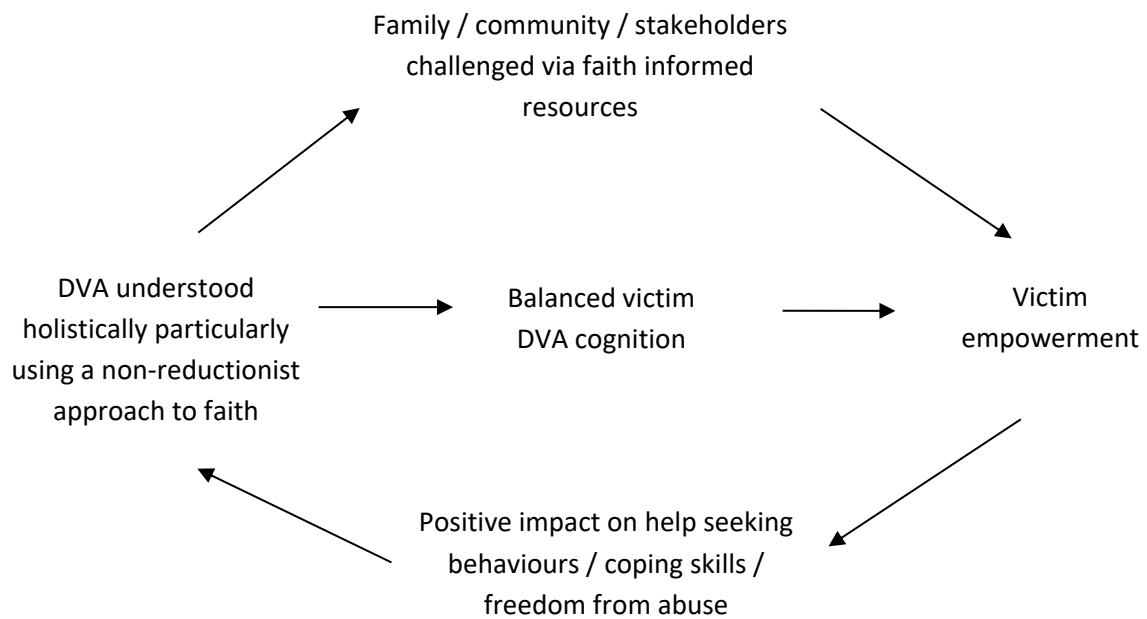 Family / community / stakeholders
challenged via faith informed
resources
DVA understood
holistically particularly
using a non-reductionist
approach to faith
Balanced victim
DVA cognition
Victim
empowerment
Positive impact on help seeking
behaviours / coping skills /
freedom from abuse